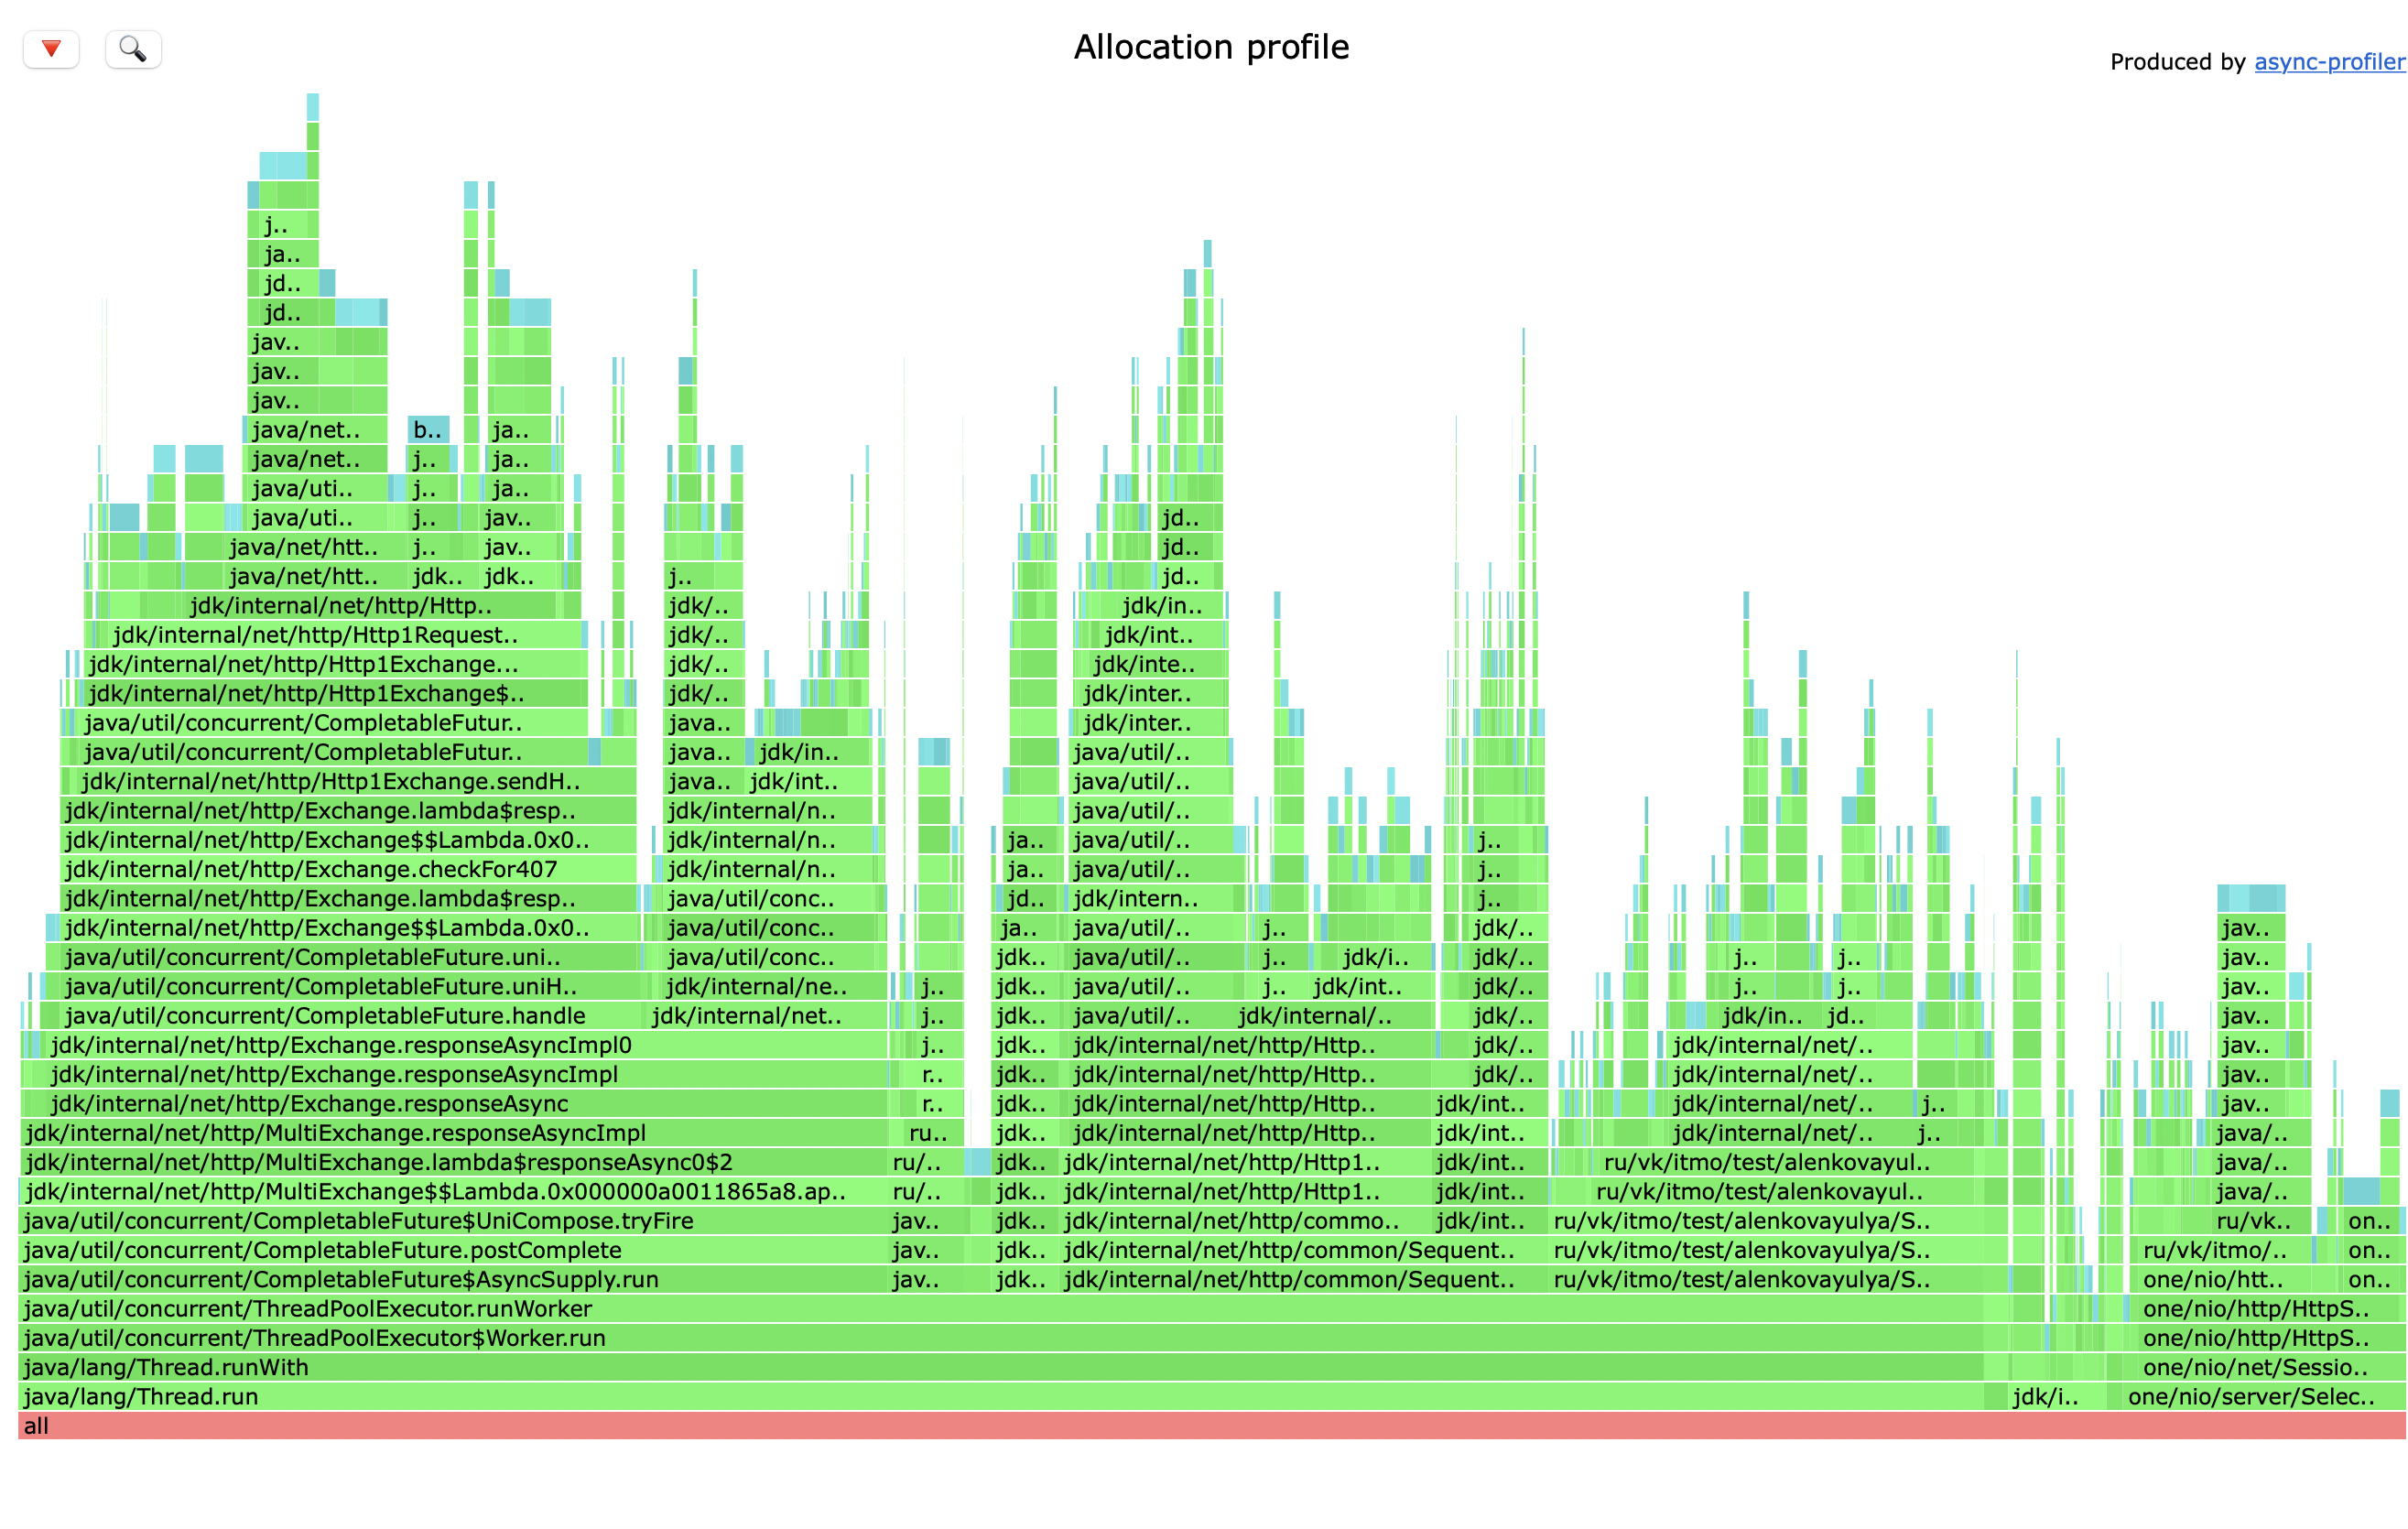 Allocation profile
Produced by async-profiler
j..
ja..
jd..
jd..
jav..
jav..
jav..
java/net.. b.. ja..
java/net.. j.. ja..
java/uti.. j.. ja..
java/uti.. j.. jav.. jd..
java/net/htt.. j.. jav.. jd..
java/net/htt.. jdk.. jdk.. j.. jd..
jdk/internal/net/http/Http.. jdk/.. jdk/in..
jdk/internal/net/http/Http1Request.. jdk/.. jdk/int..
jdk/internal/net/http/Http1Exchange... jdk/.. jdk/inte..
jdk/internal/net/http/Http1Exchange$.. jdk/.. jdk/inter..
java/util/concurrent/CompletableFutur.. java.. jdk/inter..
java/util/concurrent/CompletableFutur.. java.. jdk/in.. java/util/..
jdk/internal/net/http/Http1Exchange.sendH.. java.. jdk/int.. java/util/..
jdk/internal/net/http/Exchange.lambda$resp.. jdk/internal/n.. java/util/..
jdk/internal/net/http/Exchange$$Lambda.0x0.. jdk/internal/n.. ja.. java/util/.. j..
jdk/internal/net/http/Exchange.checkFor407 jdk/internal/n.. ja.. java/util/.. j..
jdk/internal/net/http/Exchange.lambda$resp.. java/util/conc.. jd.. jdk/intern.. j..
jdk/internal/net/http/Exchange$$Lambda.0x0.. java/util/conc.. ja.. java/util/.. j.. jdk/.. jav..
java/util/concurrent/CompletableFuture.uni.. java/util/conc.. jdk.. java/util/.. j.. jdk/i.. jdk/.. j.. j.. jav..
java/util/concurrent/CompletableFuture.uniH.. jdk/internal/ne.. j.. jdk.. java/util/.. j.. jdk/int.. jdk/.. j.. j.. jav..
java/util/concurrent/CompletableFuture.handle jdk/internal/net.. j.. jdk.. java/util/.. jdk/internal/.. jdk/.. jdk/in.. jd.. jav..
jdk/internal/net/http/Exchange.responseAsyncImpl0 j.. jdk.. jdk/internal/net/http/Http.. jdk/.. jdk/internal/net/.. jav..
jdk/internal/net/http/Exchange.responseAsyncImpl r.. jdk.. jdk/internal/net/http/Http.. jdk/.. jdk/internal/net/.. jav..
jdk/internal/net/http/Exchange.responseAsync r.. jdk.. jdk/internal/net/http/Http.. jdk/int.. jdk/internal/net/.. j.. jav..
jdk/internal/net/http/MultiExchange.responseAsyncImpl ru.. jdk.. jdk/internal/net/http/Http.. jdk/int.. jdk/internal/net/.. j.. java/..
jdk/internal/net/http/MultiExchange.lambda$responseAsync0$2 ru/.. jdk.. jdk/internal/net/http/Http1.. jdk/int.. ru/vk/itmo/test/alenkovayul.. java/..
jdk/internal/net/http/MultiExchange$$Lambda.0x000000a0011865a8.ap.. ru/.. jdk.. jdk/internal/net/http/Http1.. jdk/int.. ru/vk/itmo/test/alenkovayul.. java/..
java/util/concurrent/CompletableFuture$UniCompose.tryFire jav.. jdk.. jdk/internal/net/http/commo.. jdk/int.. ru/vk/itmo/test/alenkovayulya/S.. ru/vk.. on..
java/util/concurrent/CompletableFuture.postComplete jav.. jdk.. jdk/internal/net/http/common/Sequent.. ru/vk/itmo/test/alenkovayulya/S.. ru/vk/itmo/.. on..
java/util/concurrent/CompletableFuture$AsyncSupply.run jav.. jdk.. jdk/internal/net/http/common/Sequent.. ru/vk/itmo/test/alenkovayulya/S.. one/nio/htt.. on..
java/util/concurrent/ThreadPoolExecutor.runWorker one/nio/http/HttpS..
java/util/concurrent/ThreadPoolExecutor$Worker.run one/nio/http/HttpS..
java/lang/Thread.runWith one/nio/net/Sessio..
java/lang/Thread.run jdk/i.. one/nio/server/Selec..
all